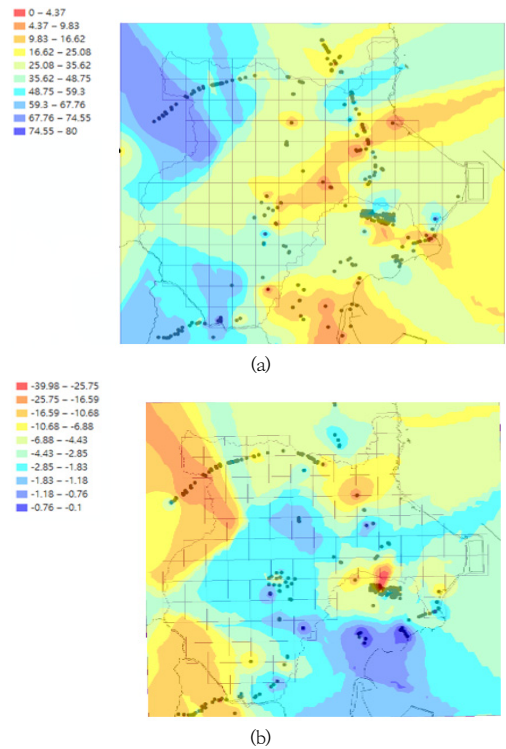 0 – 4.37
4.37 – 9.83
9.83 – 16.62
16.62 – 25.08
25.08 – 35.62
35.62 – 48.75
48.75 – 59.3
59.3 – 67.76
67.76 – 74.55
74.55 – 80
(a)
-39.98 – -25.75
-25.75 – -16.59
-16.59 – -10.68
-10.68 – -6.88
-6.88 – -4.43
-4.43 – -2.85
-2.85 – -1.83
-1.83 – -1.18
-1.18 – -0.76
-0.76 – -0.1
(b)